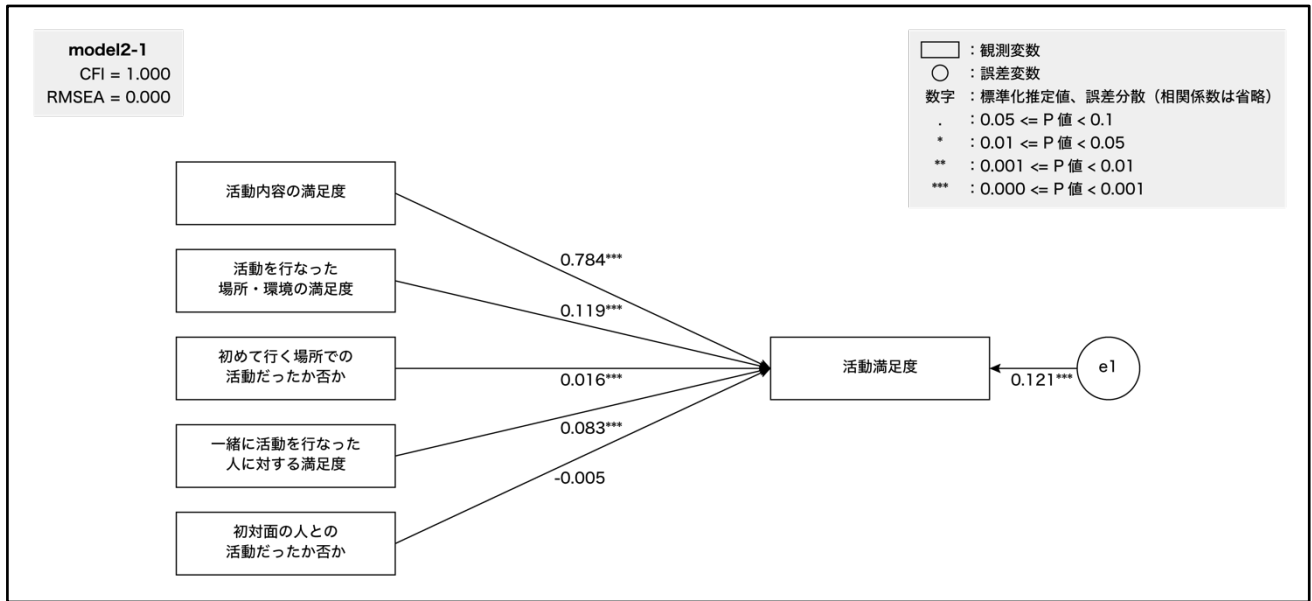 model2-1
CFI = 1.000
RMSEA = 0.000
：観測変数
：誤差変数
数字 ：標準化推定値、誤差分散（相関係数は省略）
. ：0.05 <= P 値 < 0.1
* ：0.01 <= P 値 < 0.05
** ：0.001 <= P 値 < 0.01
*** ：0.000 <= P 値 < 0.001
活動内容の満足度
活動を行なった
場所・環境の満足度
初めて行く場所での
活動だったか否か
一緒に活動を行なった
人に対する満足度
初対面の人との
活動だったか否か
0.784***
0.119***
0.016***
0.083***
-0.005
活動満足度
0.121***
e1